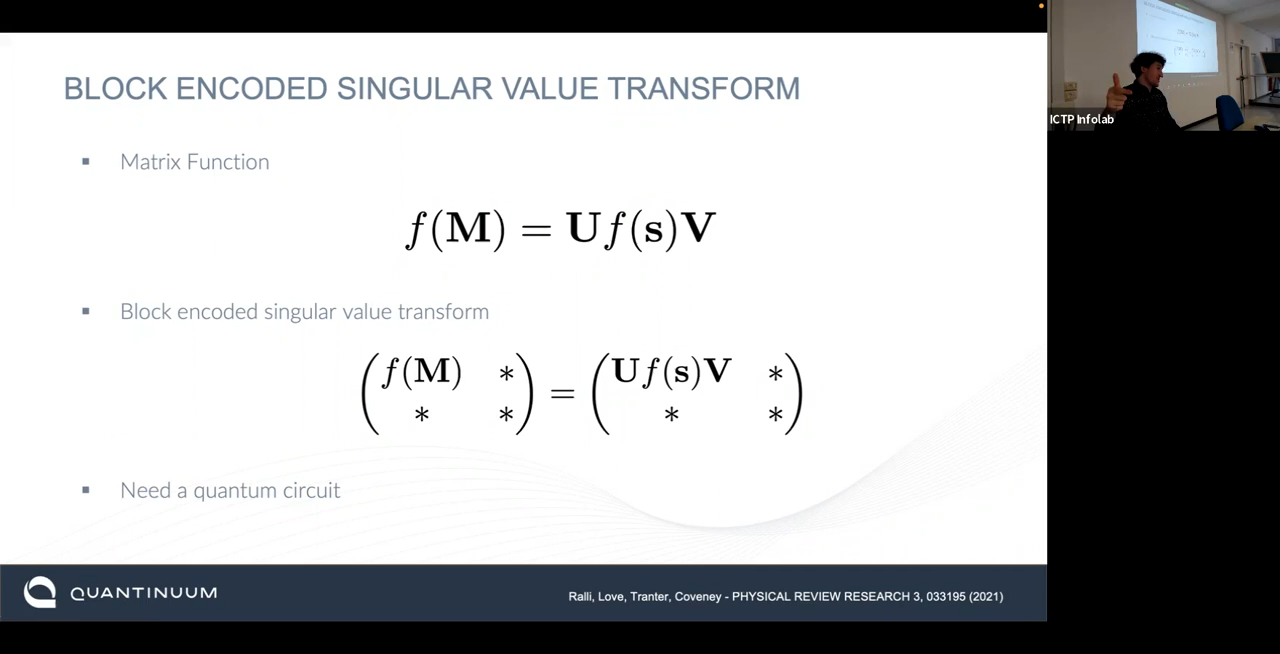 BLOCK ENCODED SINGULAR VALUE TRANSFORM
ICTP Infolab
▪ Matrix Function
f(M) = Uf(s)V
▪ Block encoded singular value transform
(f(M) *
* *) = (Uf(s)V *
* *)
▪ Need a quantum circuit
QUANTINUUM
Ralli, Love, Tranter, Coveney - PHYSICAL REVIEW RESEARCH 3, 033195 (2021)